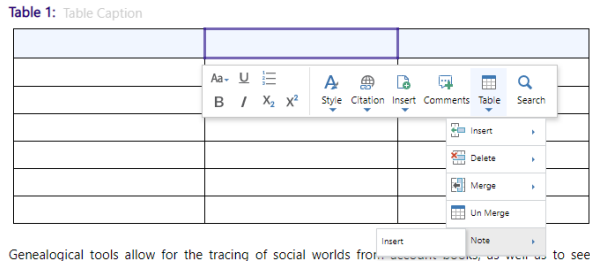 Table 1: Table Caption
Aa
U
B I X₂ X²
Style Citation Insert Comments Table Search
Insert
Delete
Merge
Un Merge
Note
Insert
Genealogical tools allow for the tracing of social worlds from account books, as well as to see